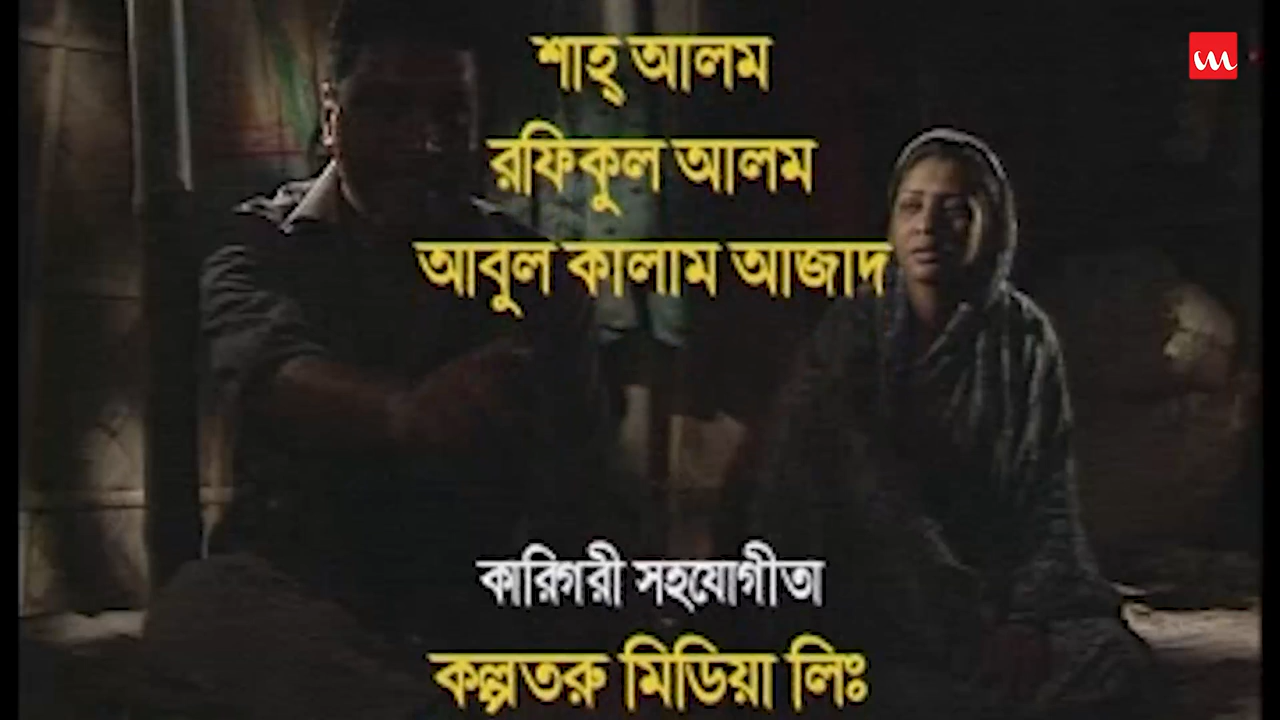 শাহ্ আলম
রফিকুল আলম
আবুল কালাম আজাদ
কারিগরী সহযোগীতা
কল্পতরু মিডিয়া লিঃ